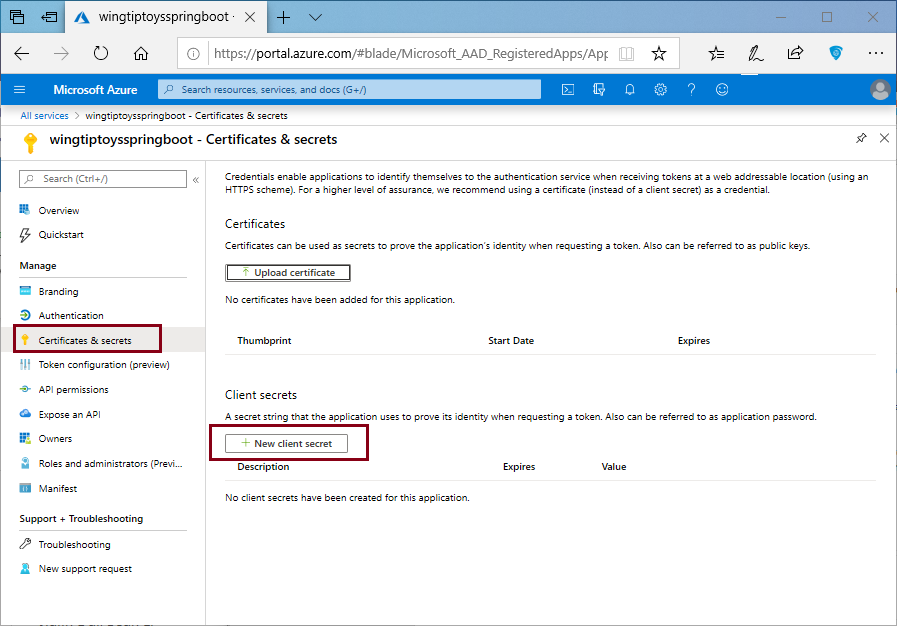 wingtiptoysspringboot -
https://portal.azure.com/#blade/Microsoft_AAD_RegisteredApps/App
Microsoft Azure
Search resources, services, and docs (G+/)
All services > wingtiptoysspringboot - Certificates & secrets
wingtiptoysspringboot - Certificates & secrets
Search (Ctrl+/)
Overview
Quickstart
Manage
Branding
Authentication
Certificates & secrets
Token configuration (preview)
API permissions
Expose an API
Owners
Roles and administrators (Previ...
Manifest
Support + Troubleshooting
Troubleshooting
New support request
Credentials enable applications to identify themselves to the authentication service when receiving tokens at a web addressable location (using an
HTTPS scheme). For a higher level of assurance, we recommend using a certificate (instead of a client secret) as a credential.
Certificates
Certificates can be used as secrets to prove the application's identity when requesting a token. Also can be referred to as public keys.
Upload certificate
No certificates have been added for this application.
Thumbprint Start Date Expires
Client secrets
A secret string that the application uses to prove its identity when requesting a token. Also can be referred to as application password.
New client secret
Description Expires Value
No client secrets have been created for this application.